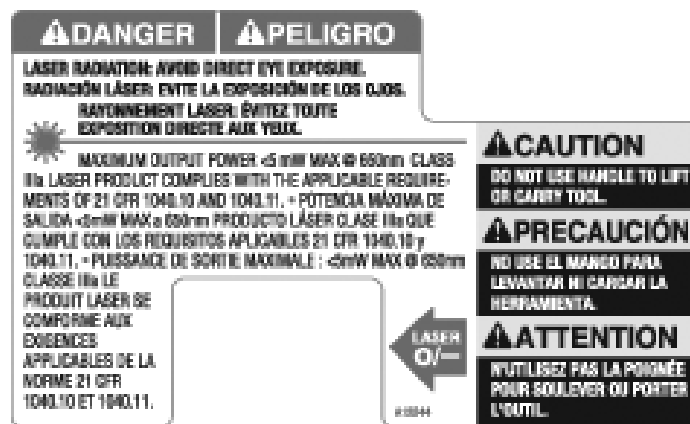 DANGER PELIGRO
LASER RADIATION: AVOID DIRECT EYE EXPOSURE.
RADIACIÓN LÁSER: EVITE LA EXPOSICIÓN DE LOS OJOS.
RAYONNEMENT LASER: ÉVITEZ TOUTE
EXPOSITION DIRECTE AUX YEUX.
MAXIMUM OUTPUT POWER <5 mW MAX @ 650nm CLASS
IIIa LASER PRODUCT COMPLIES WITH THE APPLICABLE REQUIRE-
MENTS OF 21 CFR 1040.10 AND 1040.11. • POTENCIA MÁXIMA DE
SALIDA <5mW MAX a 650nm PRODUCTO LÁSER CLASE IIIa QUE
CUMPLE CON LOS REQUISITOS APLICABLES 21 CFR 1040.10 y
1040.11. • PUISSANCE DE SORTIE MAXIMALE : <5mW MAX @ 650nm
CLASSE IIIa LE
PRODUIT LASER SE
CONFORME AUX
EXIGENCES
APPLICABLES DE LA
NORME 21 CFR
1040.10 ET 1040.11.
LASER
O/—
CAUTION
DO NOT USE HANDLE TO LIFT
OR CARRY TOOL.
PRECAUCIÓN
NO USE EL MANGO PARA
LEVANTAR NI CARGAR LA
HERRAMIENTA.
ATTENTION
N'UTILISEZ PAS LA POIGNÉE
POUR SOULEVER OU PORTER
L'OUTIL.